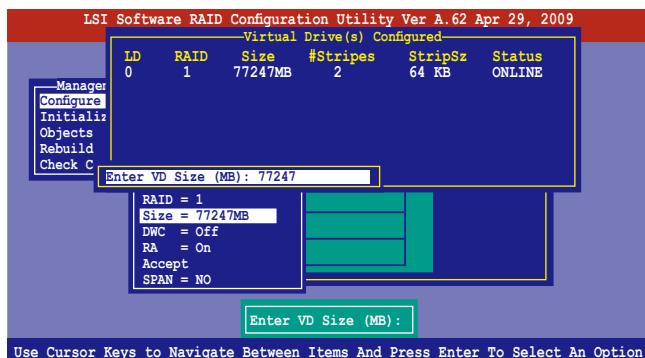 LSI Software RAID Configuration Utility Ver A.62 Apr 29, 2009
Virtual Drive(s) Configured
LD RAID Size #Stripes StripSz Status
0 1 77247MB 2 64 KB ONLINE
Manage
Configure
Initializ
Objects
Rebuild
Check C
Enter VD Size (MB): 77247
RAID = 1
Size = 77247MB
DWC = Off
RA = On
Accept
SPAN = NO
Enter VD Size (MB):
Use Cursor Keys to Navigate Between Items And Press Enter To Select An Option